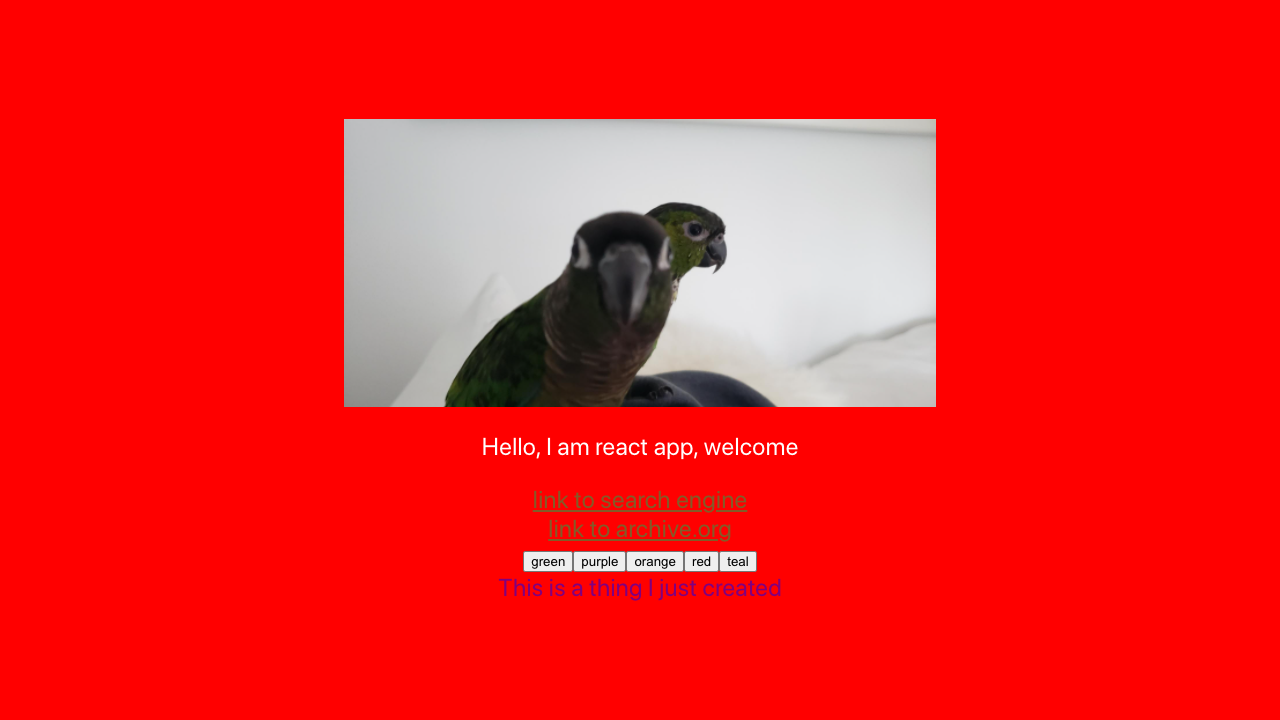 Hello, I am react app, welcome
link to search engine
link to archive.org
green purple orange red teal
This is a thing I just created